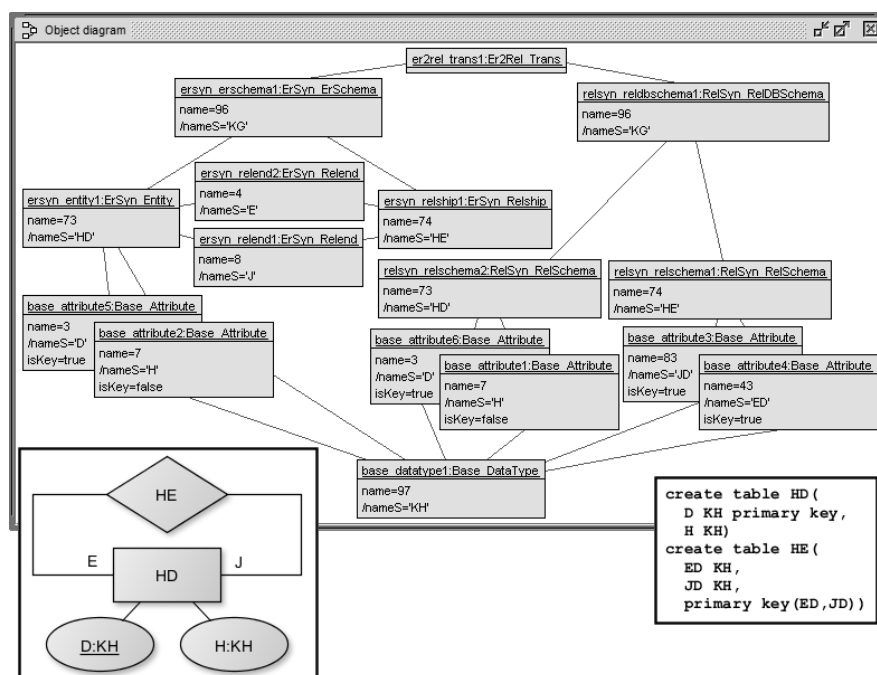 Object diagram
er2rel_trans1:Er2Rel_Trans
ersyn_erschema1:ErSyn_ErSchema
name=96
/nameS='KG'
relsyn_reldbschema1:RelSyn_RelDBSchema
name=96
/nameS='KG'
ersyn_relend2:ErSyn_Relend
name=4
/nameS='E'
ersyn_entity1:ErSyn_Entity
name=73
/nameS='HD'
ersyn_relship1:ErSyn_Relship
name=74
/nameS='HE'
ersyn_relend1:ErSyn_Relend
name=8
/nameS='J'
relsyn_relschema2:RelSyn_RelSchema
name=73
/nameS='HD'
relsyn_relschema1:RelSyn_RelSchema
name=74
/nameS='HE'
base_attribute5:Base_Attribute
name=3
/nameS='D'
isKey=true
base_attribute2:Base_Attribute
name=7
/nameS='H'
isKey=false
base_attribute6:Base_Attribute
name=3
/nameS='D'
isKey=true
base_attribute1:Base_Attribute
name=7
/nameS='H'
isKey=false
base_attribute3:Base_Attribute
name=83
/nameS='JD'
isKey=true
base_attribute4:Base_Attribute
name=43
/nameS='ED'
isKey=true
base_datatype1:Base_DataType
name=97
/nameS='KH'
HE
E
J
HD
D:KH
H:KH
create table HD(
D KH primary key,
H KH)
create table HE(
ED KH,
JD KH,
primary key(ED,JD))